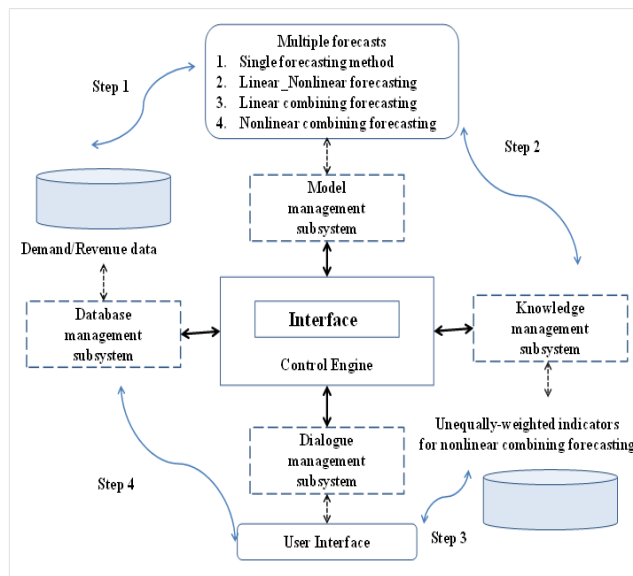 Multiple forecasts
1. Single forecasting method
2. Linear_Nonlinear forecasting
3. Linear combining forecasting
4. Nonlinear combining forecasting
Step 1
Step 2
Model
management
subsystem
Demand/Revenue data
Database
management
subsystem
Interface
Control Engine
Knowledge
management
subsystem
Unequally-weighted indicators
for nonlinear combining forecasting
Dialogue
management
subsystem
Step 4
User Interface
Step 3